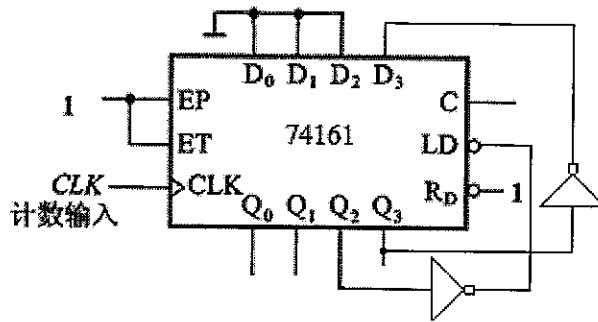 D₀ D₁ D₂ D₃
1 EP C
74161
ET LD
CLK CLK R_D 1
计数输入 Q₀ Q₁ Q₂ Q₃